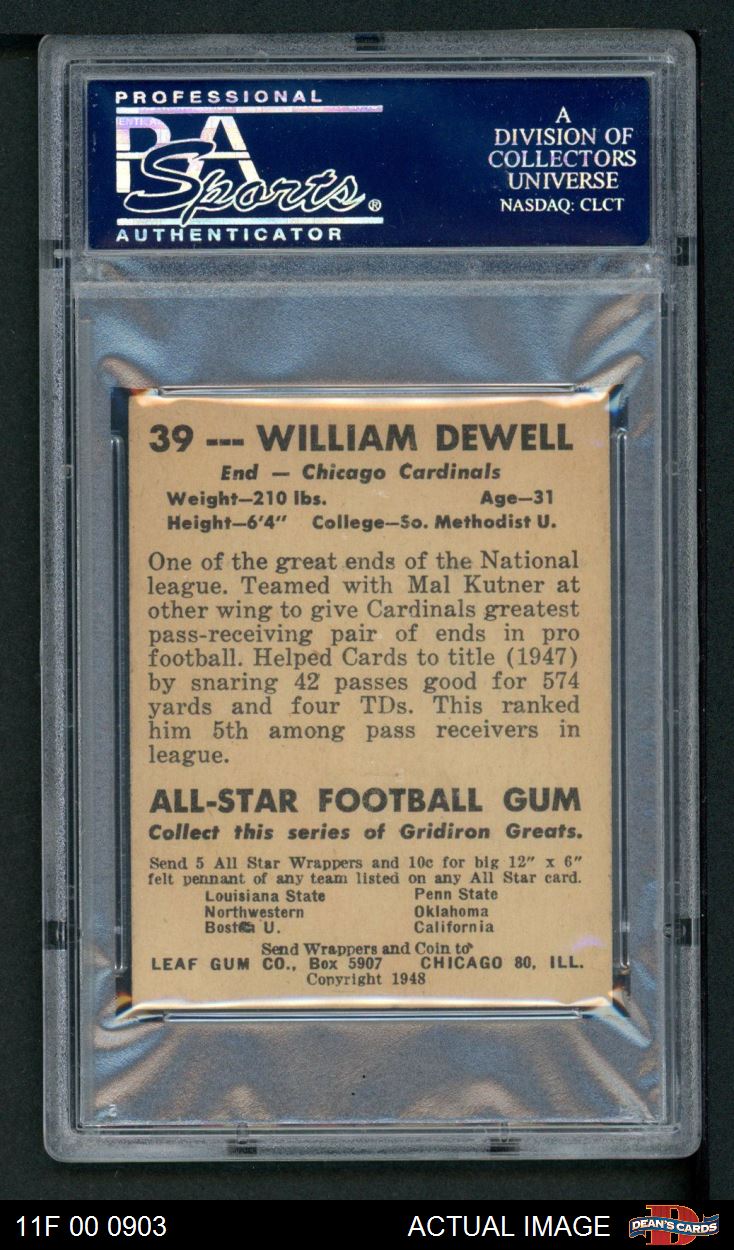 PROFESSIONAL
PSA
Sports®
AUTHENTICATOR
A
DIVISION OF
COLLECTORS
UNIVERSE
NASDAQ: CLCT
39 --- WILLIAM DEWELL
End — Chicago Cardinals
Weight—210 lbs. Age—31
Height—6'4" College—So. Methodist U.
One of the great ends of the National
league. Teamed with Mal Kutner at
other wing to give Cardinals greatest
pass-receiving pair of ends in pro
football. Helped Cards to title (1947)
by snaring 42 passes good for 574
yards and four TDs. This ranked
him 5th among pass receivers in
league.
ALL-STAR FOOTBALL GUM
Collect this series of Gridiron Greats.
Send 5 All Star Wrappers and 10c for big 12" x 6"
felt pennant of any team listed on any All Star card.
Louisiana State Penn State
Northwestern Oklahoma
Boston U. California
Send Wrappers and Coin to
LEAF GUM CO., Box 5907 CHICAGO 80, ILL.
Copyright 1948
11F 00 0903 ACTUAL IMAGE DEAN'S CARDS